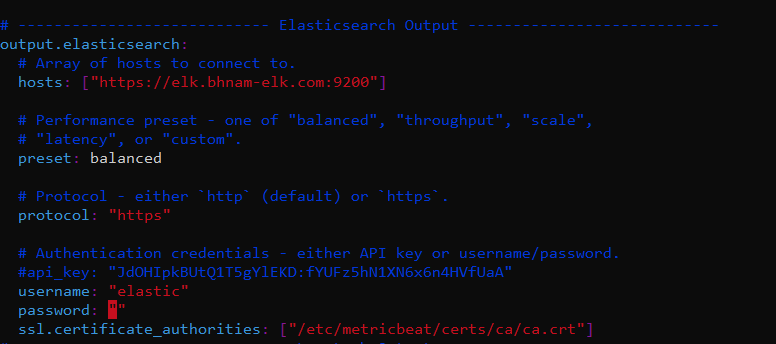 # ---------------------------- Elasticsearch Output ----------------------------
output.elasticsearch:
  # Array of hosts to connect to.
  hosts: ["https://elk.bhnam-elk.com:9200"]

  # Performance preset - one of "balanced", "throughput", "scale",
  # "latency", or "custom".
  preset: balanced

  # Protocol - either `http` (default) or `https`.
  protocol: "https"

  # Authentication credentials - either API key or username/password.
  #api_key: "JdOHIpkBUtQ1T5gYlEKD:fYUFz5hN1XN6x6n4HVfUaA"
  username: "elastic"
  password: ""
  ssl.certificate_authorities: ["/etc/metricbeat/certs/ca/ca.crt"]